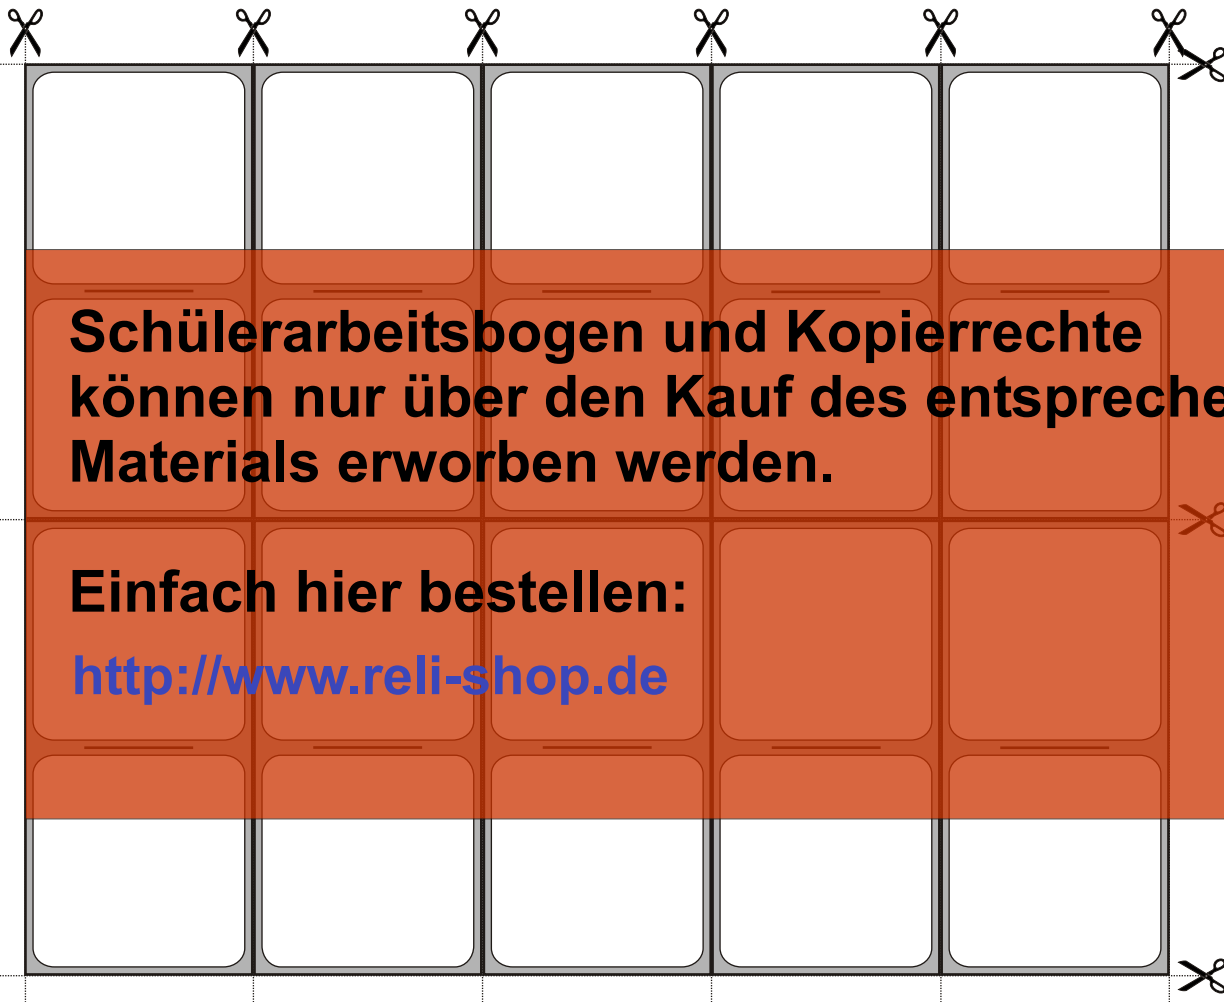 Schülerarbeitsbogen und Kopierrechte
können nur über den Kauf des entspreche
Materials erworben werden.
Einfach hier bestellen:
http://www.reli-shop.de